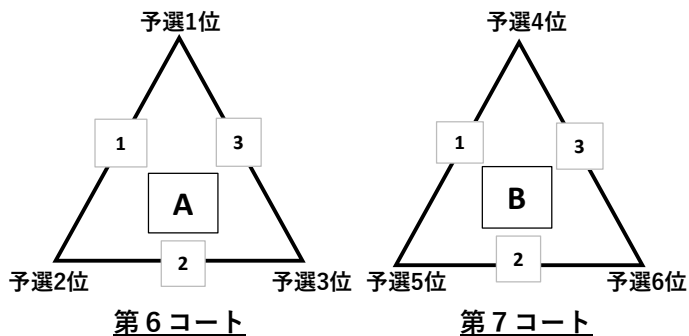 予選1位 予選4位
1 3 1 3
A B
2 2
予選2位 予選3位 予選5位 予選6位
第6コート 第7コート